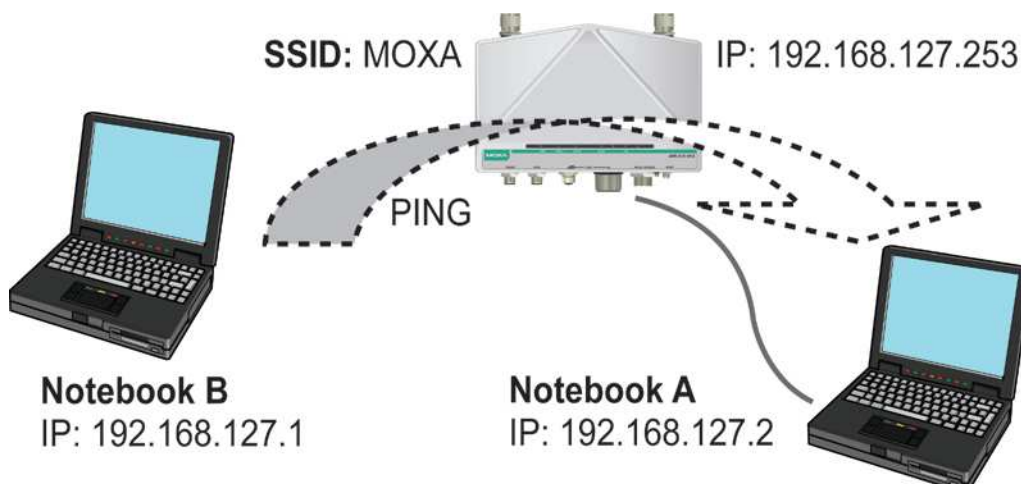 SSID: MOXA
IP: 192.168.127.253
MOXA
PING
Notebook B
IP: 192.168.127.1
Notebook A
IP: 192.168.127.2